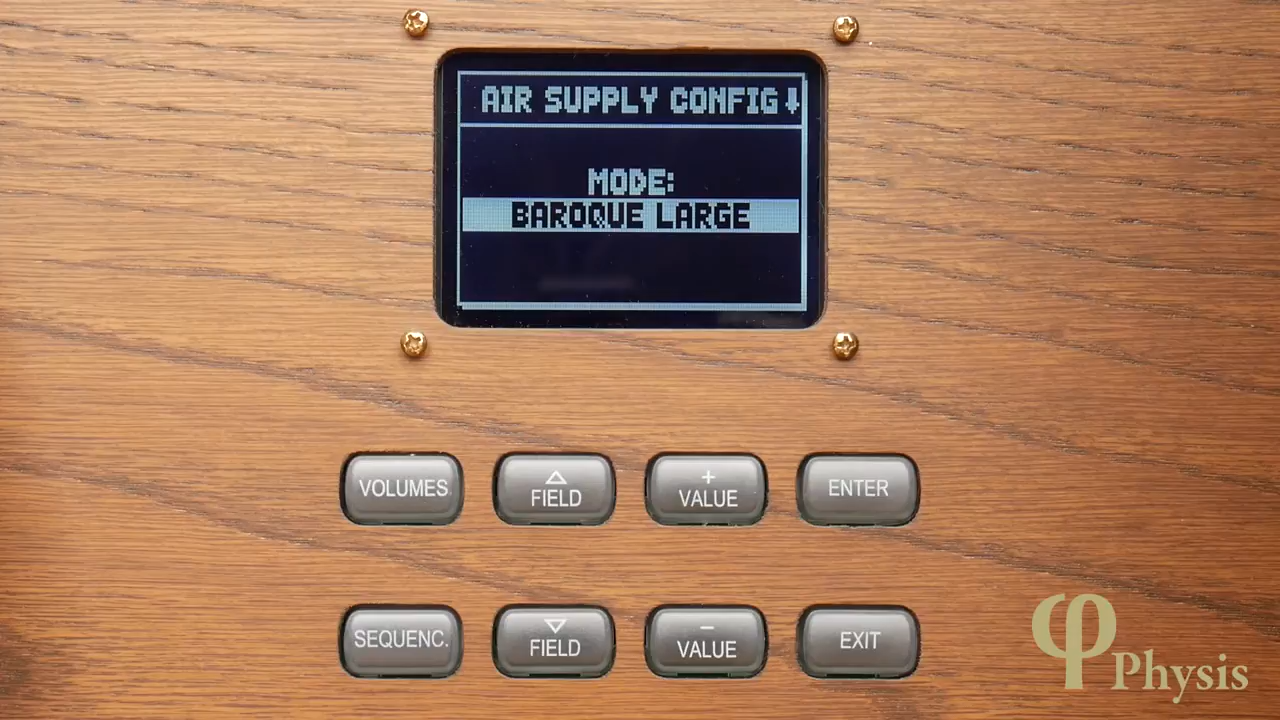 AIR SUPPLY CONFIG
MODE:
BAROQUE LARGE
VOLUMES
FIELD
+
VALUE
ENTER
SEQUENC.
FIELD
−
VALUE
EXIT
φ Physis